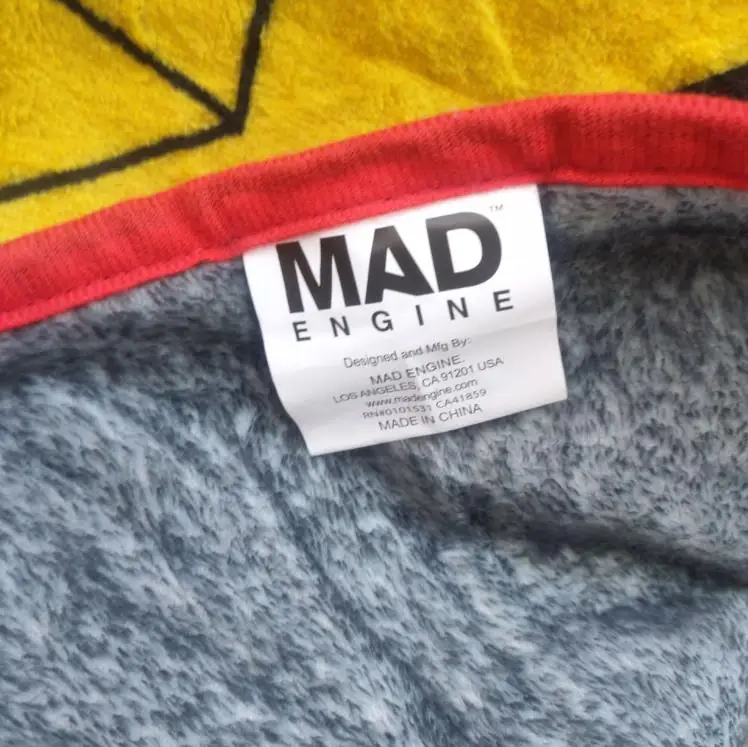 MAD™
ENGINE
Designed and Mfg By:
MAD ENGINE.
LOS ANGELES, CA 91201 USA
www.madengine.com
RN#0101531 CA41859
MADE IN CHINA